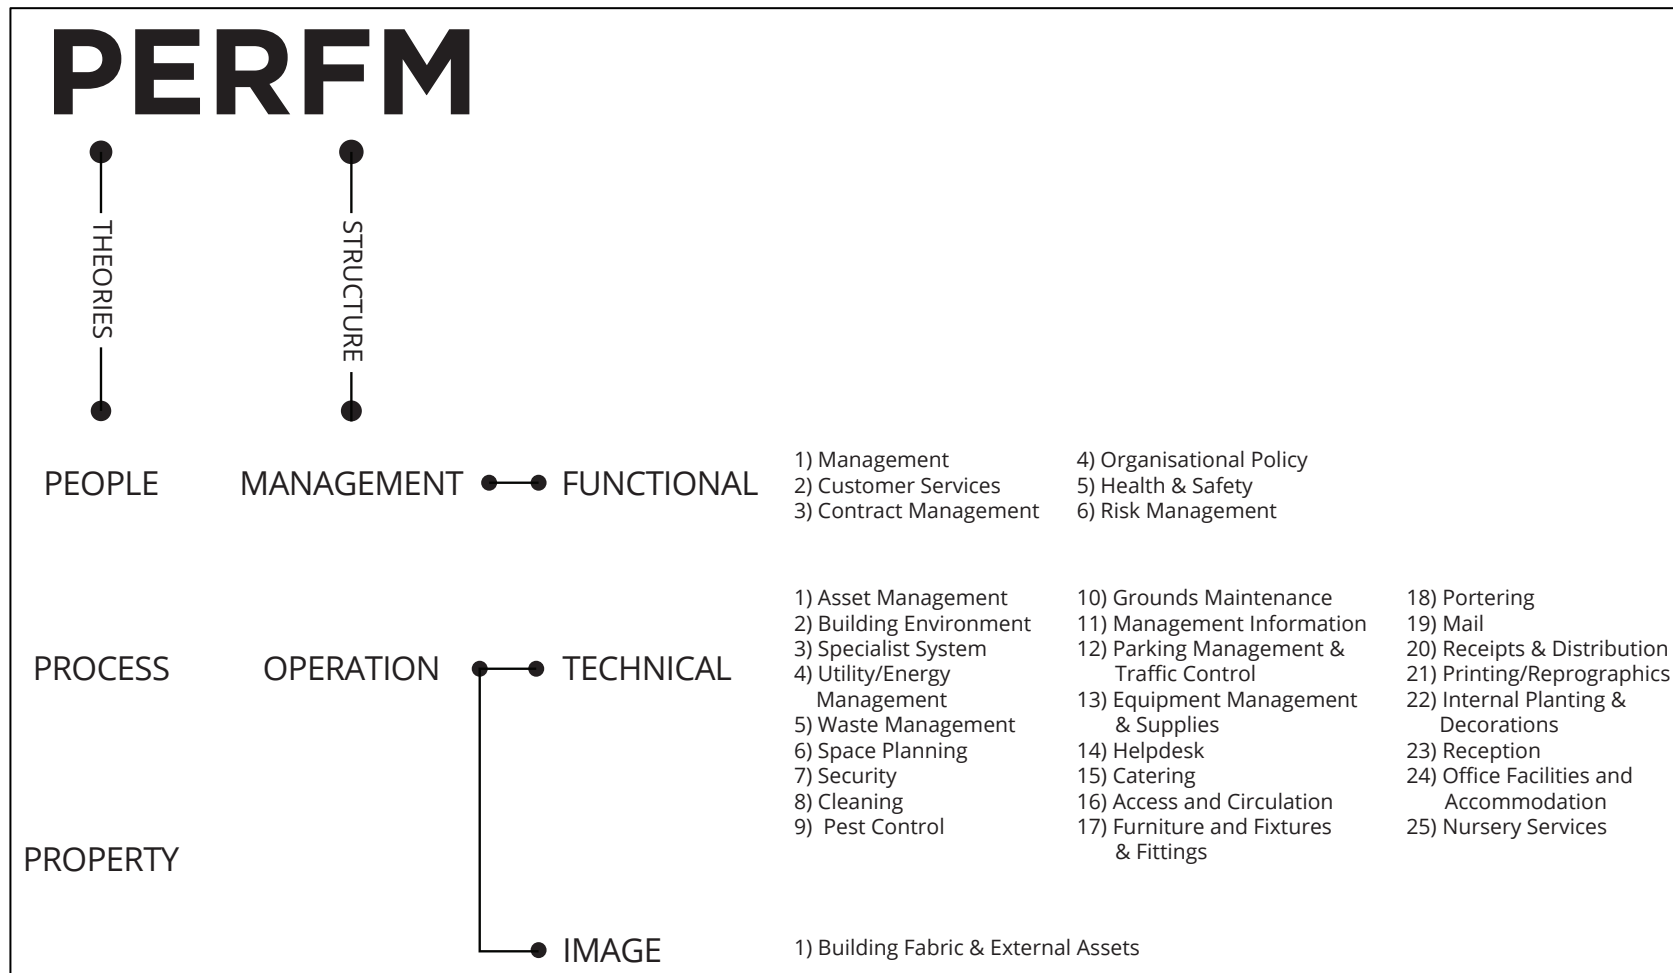 PERFM
THEORIES
STRUCTURE
PEOPLE
MANAGEMENT
FUNCTIONAL
1) Management
2) Customer Services
3) Contract Management
4) Organisational Policy
5) Health & Safety
6) Risk Management
PROCESS
OPERATION
TECHNICAL
1) Asset Management
2) Building Environment
3) Specialist System
4) Utility/Energy
Management
5) Waste Management
6) Space Planning
7) Security
8) Cleaning
9) Pest Control
10) Grounds Maintenance
11) Management Information
12) Parking Management &
Traffic Control
13) Equipment Management
& Supplies
14) Helpdesk
15) Catering
16) Access and Circulation
17) Furniture and Fixtures
& Fittings
18) Portering
19) Mail
20) Receipts & Distribution
21) Printing/Reprographics
22) Internal Planting &
Decorations
23) Reception
24) Office Facilities and
Accommodation
25) Nursery Services
PROPERTY
IMAGE
1) Building Fabric & External Assets